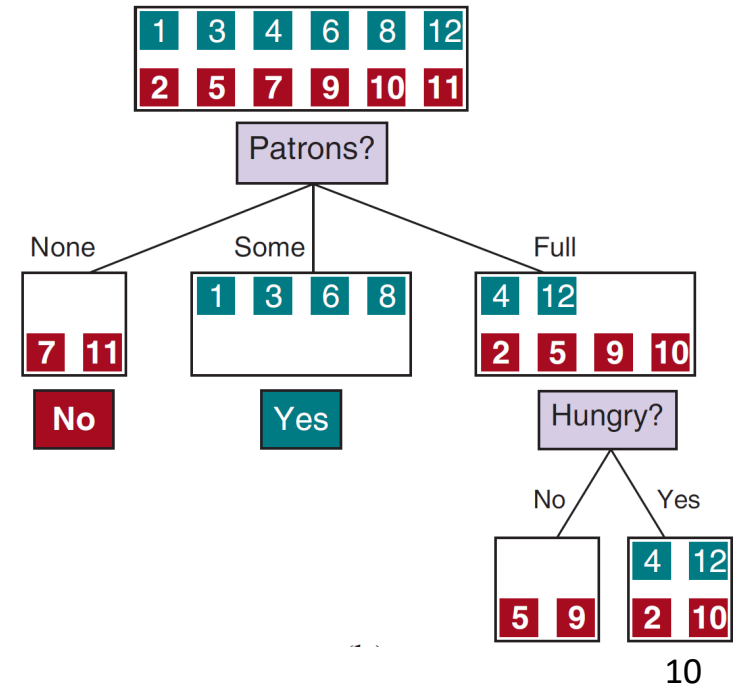 1 3 4 6 8 12
2 5 7 9 10 11
Patrons?
None Some Full
1 3 6 8 4 12
7 11 2 5 9 10
No Yes Hungry?
No Yes
4 12
5 9 2 10
10